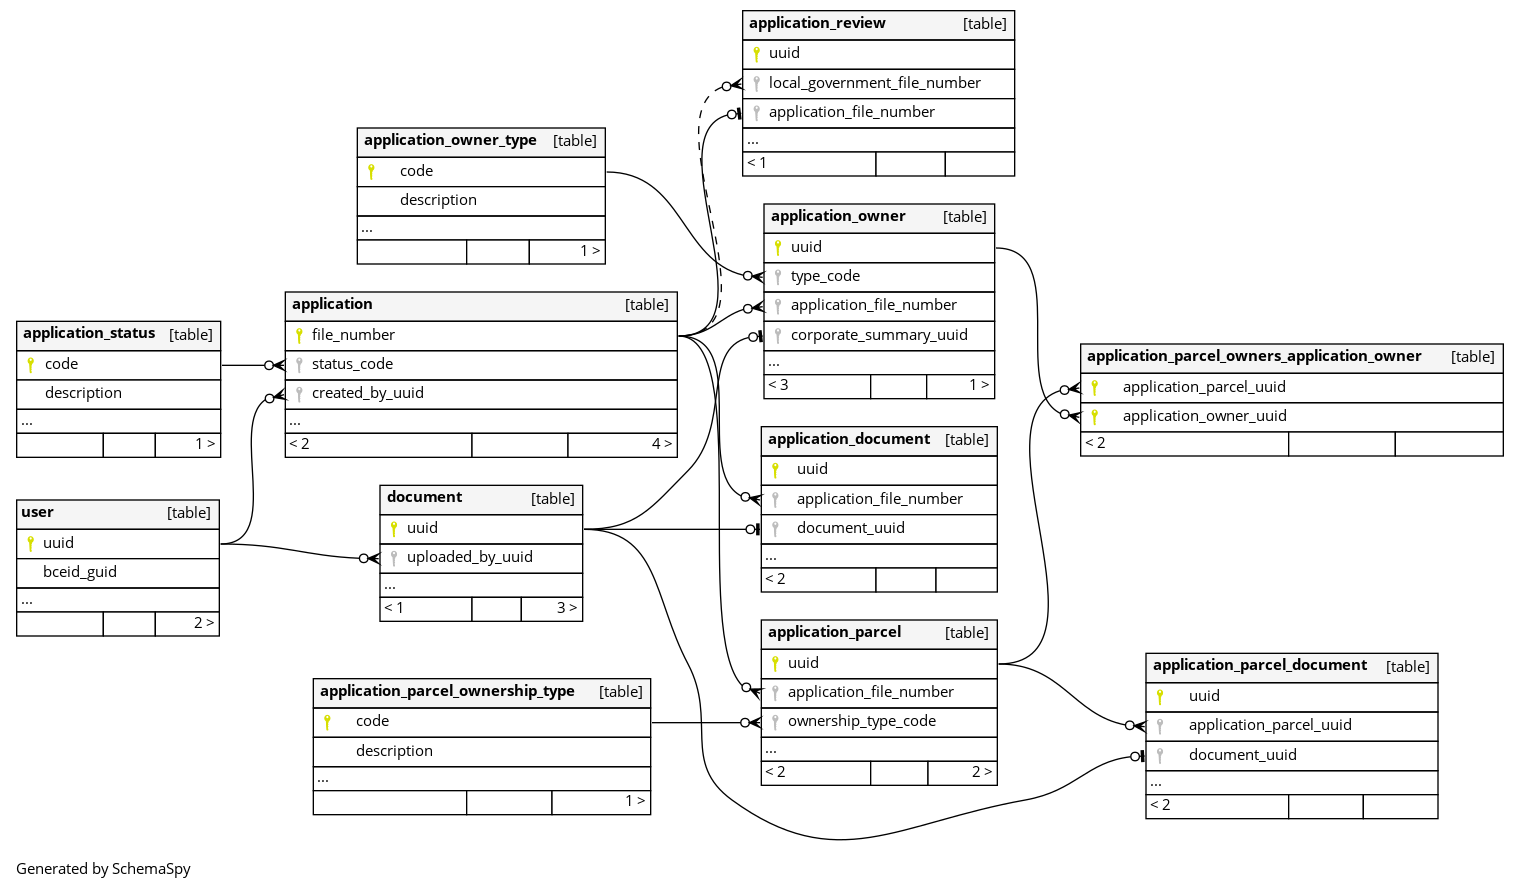 application_review [table]
uuid
local_government_file_number
application_file_number
...
< 1
application_owner_type [table]
code
description
...
1 >
application_owner [table]
uuid
type_code
application_file_number
corporate_summary_uuid
...
< 3 1 >
application [table]
file_number
status_code
created_by_uuid
...
< 2 4 >
application_status [table]
code
description
...
1 >
application_parcel_owners_application_owner [table]
application_parcel_uuid
application_owner_uuid
< 2
application_document [table]
uuid
application_file_number
document_uuid
...
< 2
document [table]
uuid
uploaded_by_uuid
...
< 1 3 >
user [table]
uuid
bceid_guid
...
2 >
application_parcel [table]
uuid
application_file_number
ownership_type_code
...
< 2 2 >
application_parcel_document [table]
uuid
application_parcel_uuid
document_uuid
...
< 2
application_parcel_ownership_type [table]
code
description
...
1 >
Generated by SchemaSpy